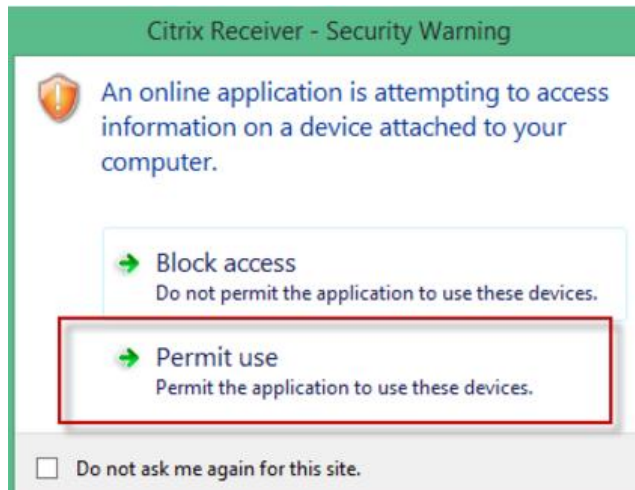 Citrix Receiver - Security Warning
An online application is attempting to access
information on a device attached to your
computer.
Block access
Do not permit the application to use these devices.
Permit use
Permit the application to use these devices.
Do not ask me again for this site.